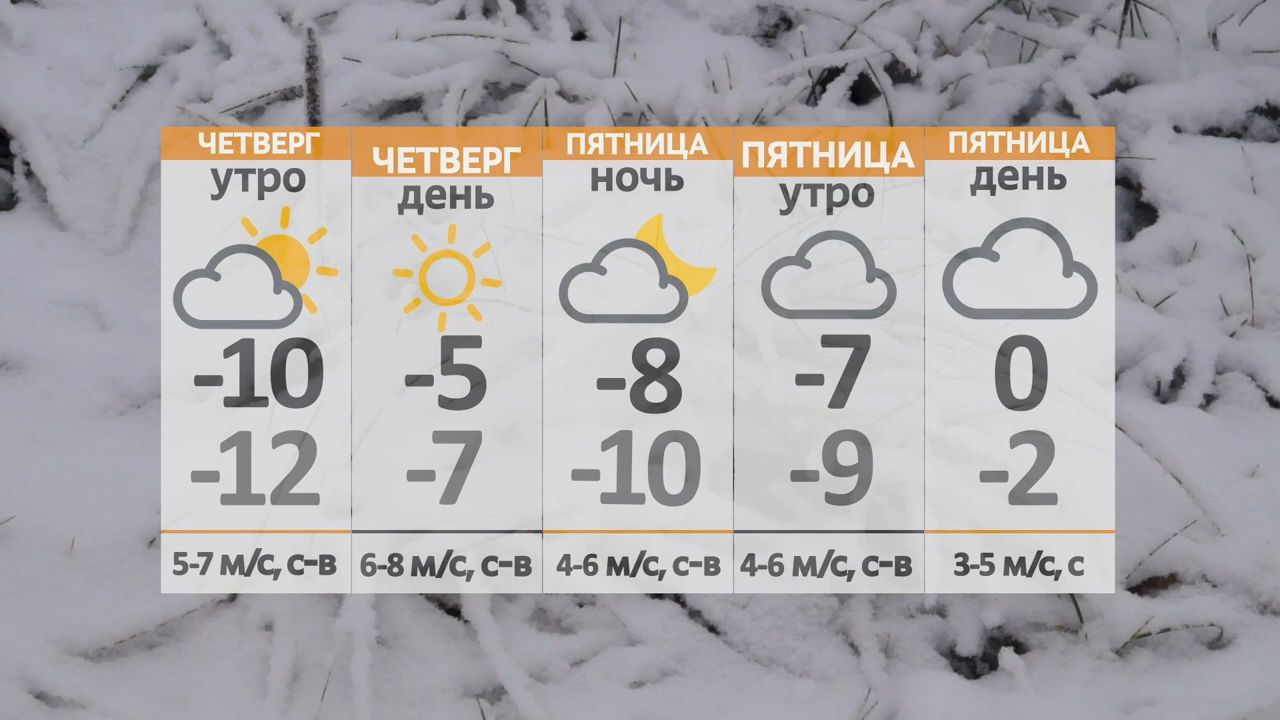 ЧЕТВЕРГ
утро
-10
-12
5-7 м/с, с-в
ЧЕТВЕРГ
день
-5
-7
6-8 м/с, с-в
ПЯТНИЦА
ночь
-8
-10
4-6 м/с, с-в
ПЯТНИЦА
утро
-7
-9
4-6 м/с, с-в
ПЯТНИЦА
день
0
-2
3-5 м/с, с